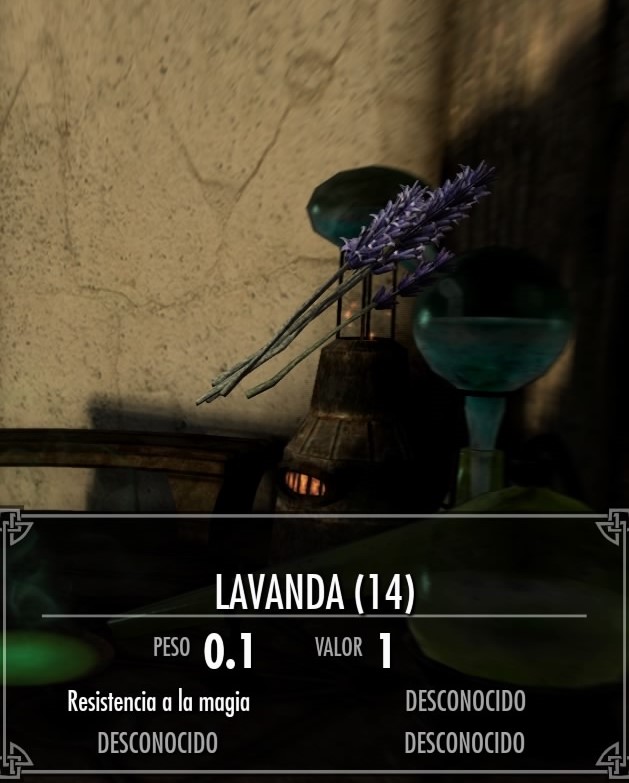 LAVANDA (14)
PESO 0.1 VALOR 1
Resistencia a la magia DESCONOCIDO
DESCONOCIDO DESCONOCIDO